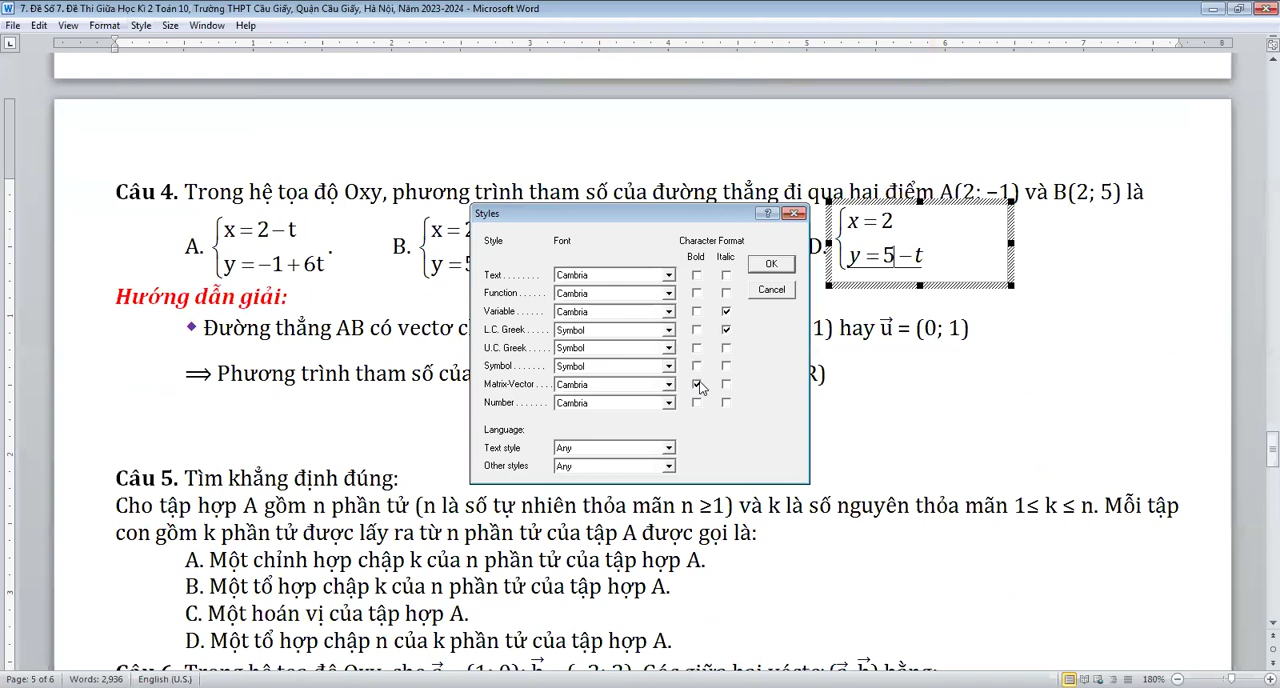 7. Đề Số 7. Đề Thi Giữa Học Kì 2 Toán 10, Trường THPT Cầu Giấy, Quận Cầu Giấy, Hà Nội, Năm 2023-2024 - Microsoft Word
File Edit View Format Style Size Window Help
1 2 3 4 5 6 7 8
Câu 4. Trong hệ tọa độ Oxy, phương trình tham số của đường thẳng đi qua hai điểm A(2; −1) và B(2; 5) là
A. { x = 2 − t
y = −1 + 6t .
B. { x = 2
y = 5
D. { x = 2
y = 5 − t
Hướng dẫn giải:
Đường thẳng AB có vectơ 1) hay u⃗ = (0; 1)
⟹ Phương trình tham số của R)
Câu 5. Tìm khẳng định đúng:
Cho tập hợp A gồm n phần tử (n là số tự nhiên thỏa mãn n ≥1) và k là số nguyên thỏa mãn 1≤ k ≤ n. Mỗi tập
con gồm k phần tử được lấy ra từ n phần tử của tập A được gọi là:
A. Một chỉnh hợp chập k của n phần tử của tập hợp A.
B. Một tổ hợp chập k của n phần tử của tập hợp A.
C. Một hoán vị của tập hợp A.
D. Một tổ hợp chập n của k phần tử của tập hợp A.
Styles
Style Font Character Format
Bold Italic
Text . . . . . . . . Cambria
Function . . . . . Cambria
Variable . . . . . . Cambria
L.C. Greek . . . . . Symbol
U.C. Greek . . . . . Symbol
Symbol . . . . . . . Symbol
Matrix-Vector . . . . Cambria
Number . . . . . . . Cambria
Language:
Text style Any
Other styles Any
OK
Cancel
Page: 5 of 6 Words: 2,936 English (U.S.) 180%